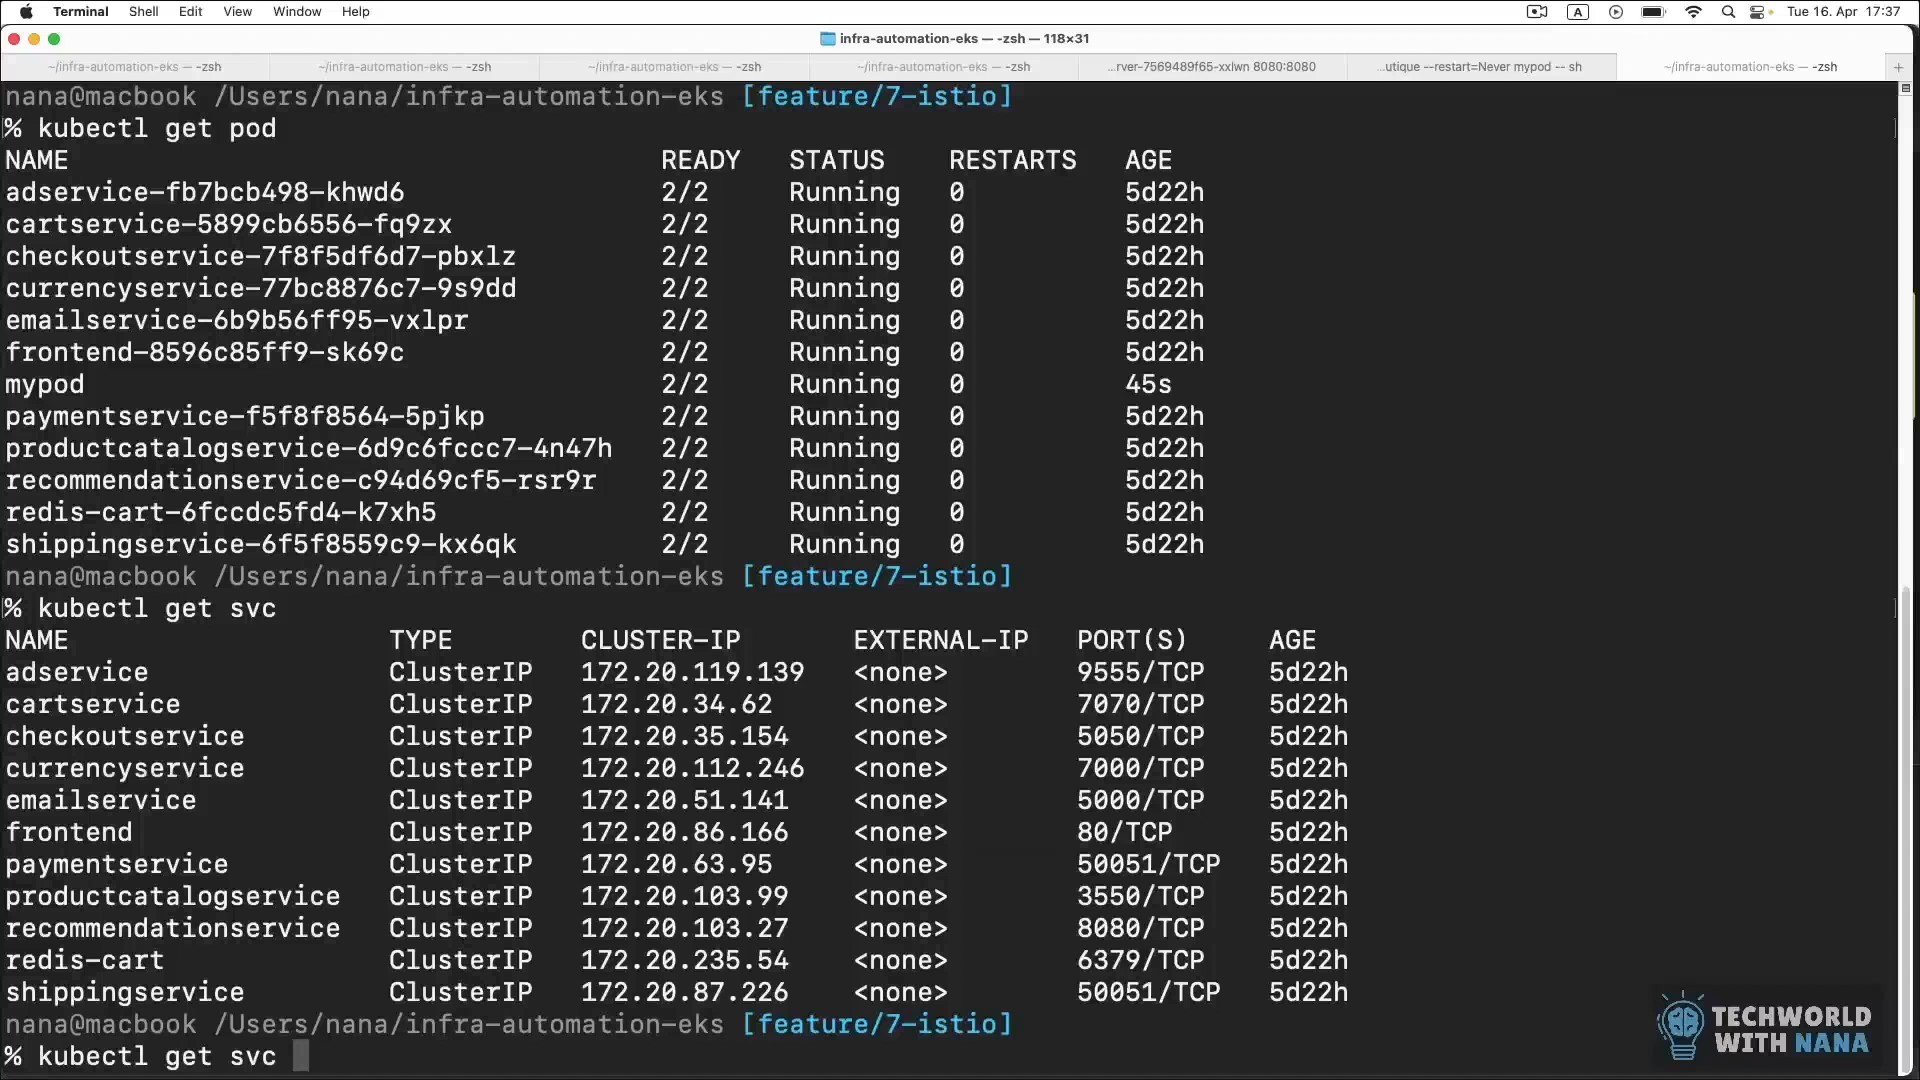 Terminal Shell Edit View Window Help A Tue 16. Apr 17:37
infra-automation-eks — -zsh — 118×31
~/infra-automation-eks — -zsh ~/infra-automation-eks — -zsh ~/infra-automation-eks — -zsh ~/infra-automation-eks — -zsh ...rver-7569489f65-xxlwn 8080:8080 ...utique --restart=Never mypod -- sh ~/infra-automation-eks — -zsh +
nana@macbook /Users/nana/infra-automation-eks [feature/7-istio]
% kubectl get pod
NAME READY STATUS RESTARTS AGE
adservice-fb7bcb498-khwd6 2/2 Running 0 5d22h
cartservice-5899cb6556-fq9zx 2/2 Running 0 5d22h
checkoutservice-7f8f5df6d7-pbxlz 2/2 Running 0 5d22h
currencyservice-77bc8876c7-9s9dd 2/2 Running 0 5d22h
emailservice-6b9b56ff95-vxlpr 2/2 Running 0 5d22h
frontend-8596c85ff9-sk69c 2/2 Running 0 5d22h
mypod 2/2 Running 0 45s
paymentservice-f5f8f8564-5pjkp 2/2 Running 0 5d22h
productcatalogservice-6d9c6fccc7-4n47h 2/2 Running 0 5d22h
recommendationservice-c94d69cf5-rsr9r 2/2 Running 0 5d22h
redis-cart-6fccdc5fd4-k7xh5 2/2 Running 0 5d22h
shippingservice-6f5f8559c9-kx6qk 2/2 Running 0 5d22h
nana@macbook /Users/nana/infra-automation-eks [feature/7-istio]
% kubectl get svc
NAME TYPE CLUSTER-IP EXTERNAL-IP PORT(S) AGE
adservice ClusterIP 172.20.119.139 <none> 9555/TCP 5d22h
cartservice ClusterIP 172.20.34.62 <none> 7070/TCP 5d22h
checkoutservice ClusterIP 172.20.35.154 <none> 5050/TCP 5d22h
currencyservice ClusterIP 172.20.112.246 <none> 7000/TCP 5d22h
emailservice ClusterIP 172.20.51.141 <none> 5000/TCP 5d22h
frontend ClusterIP 172.20.86.166 <none> 80/TCP 5d22h
paymentservice ClusterIP 172.20.63.95 <none> 50051/TCP 5d22h
productcatalogservice ClusterIP 172.20.103.99 <none> 3550/TCP 5d22h
recommendationservice ClusterIP 172.20.103.27 <none> 8080/TCP 5d22h
redis-cart ClusterIP 172.20.235.54 <none> 6379/TCP 5d22h
shippingservice ClusterIP 172.20.87.226 <none> 50051/TCP 5d22h
nana@macbook /Users/nana/infra-automation-eks [feature/7-istio]
% kubectl get svc
TECHWORLD
WITH NANA